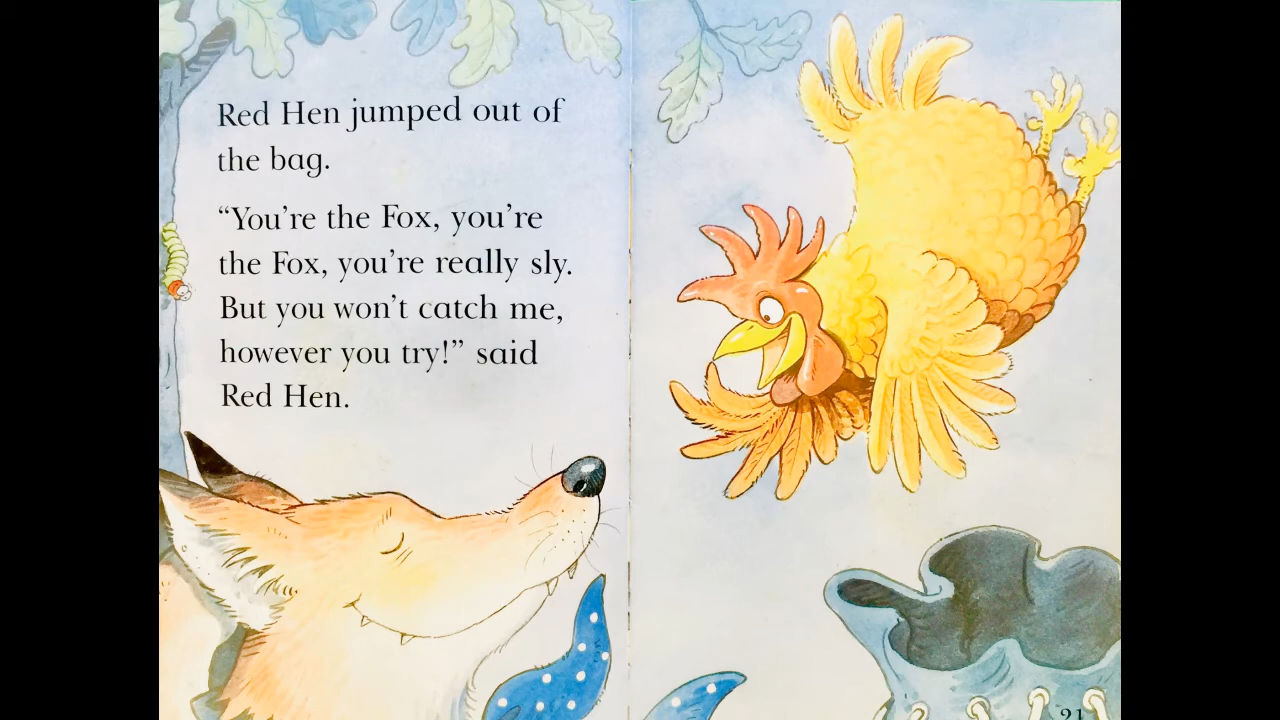 Red Hen jumped out of
the bag.
“You’re the Fox, you’re
the Fox, you’re really sly.
But you won’t catch me,
however you try!” said
Red Hen.
21